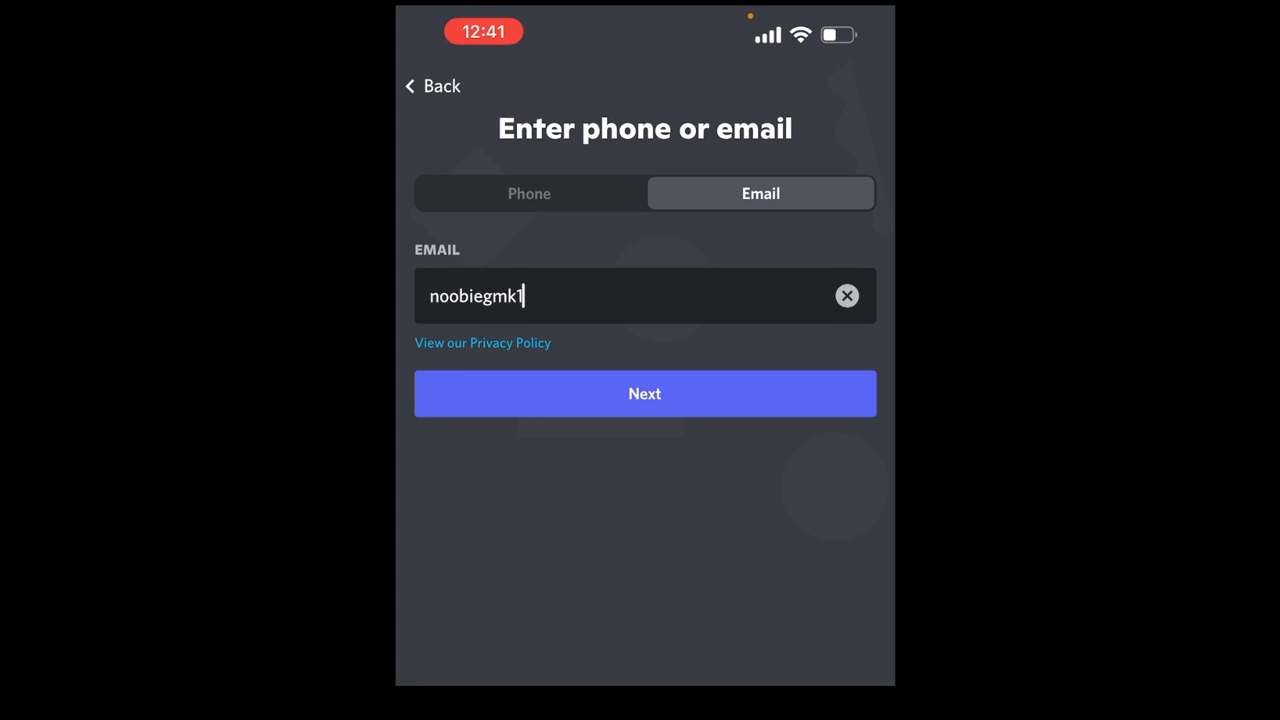 12:41
Back
Enter phone or email
Phone Email
EMAIL
noobiegmk1
View our Privacy Policy
Next